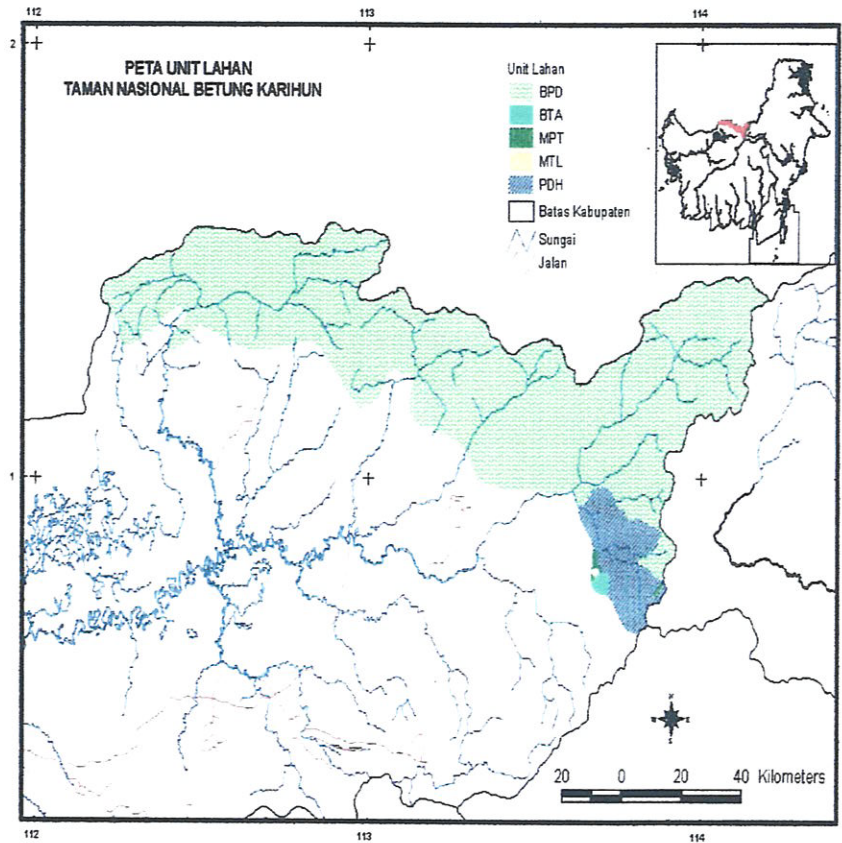 112
113
114
2
PETA UNIT LAHAN
TAMAN NASIONAL BETUNG KARIHUN
Unit Lahan
BPD
BTA
MPT
MTL
PDH
Batas Kabupaten
Sungai
Jalan
1
20 0 20 40 Kilometers
112
113
114